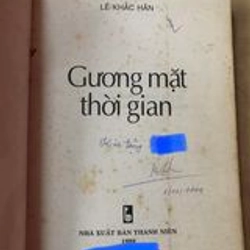 LÊ KHẮC HÂN
Gương mặt
thời gian
NHÀ XUẤT BẢN THANH NIÊN